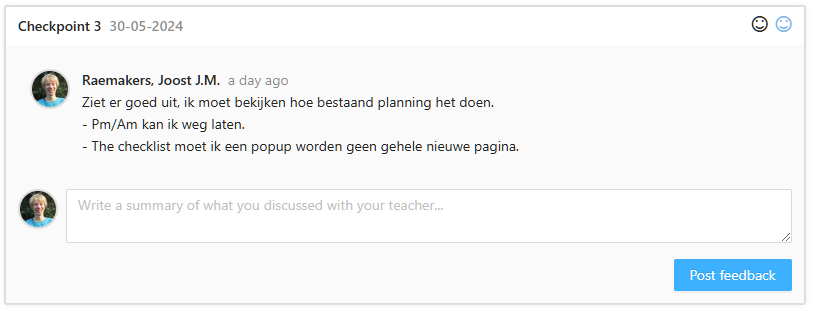 Checkpoint 3 30-05-2024
Raemakers, Joost J.M. a day ago
Ziet er goed uit, ik moet bekijken hoe bestaand planning het doen.
- Pm/Am kan ik weg laten.
- The checklist moet ik een popup worden geen gehele nieuwe pagina.
Write a summary of what you discussed with your teacher...
Post feedback